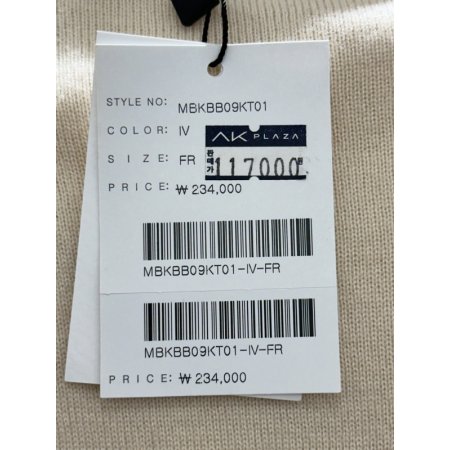 STYLE NO: MBKBB09KT01
COLOR: IV
AK PLAZA
SIZE: FR
판매가 117000원
PRICE: ₩ 234,000
MBKBB09KT01-IV-FR
MBKBB09KT01-IV-FR
PRICE: ₩ 234,000